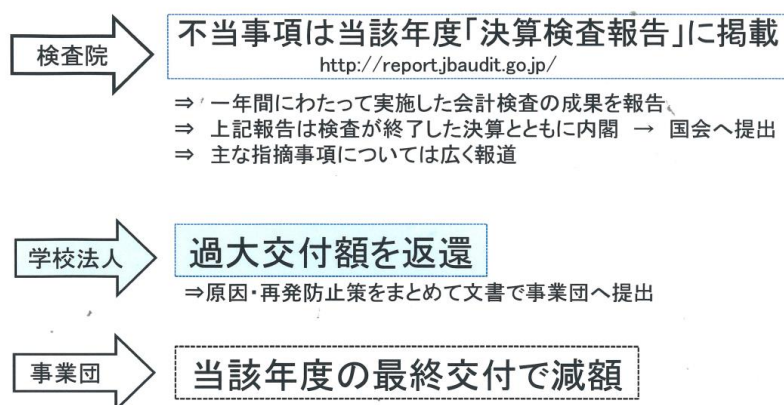 検査院
不当事項は当該年度「決算検査報告」に掲載
http://report.jbaudit.go.jp/
⇒ 一年間にわたって実施した会計検査の成果を報告
⇒ 上記報告は検査が終了した決算とともに内閣 → 国会へ提出
⇒ 主な指摘事項については広く報道
学校法人
過大交付額を返還
⇒原因・再発防止策をまとめて文書で事業団へ提出
事業団
当該年度の最終交付で減額